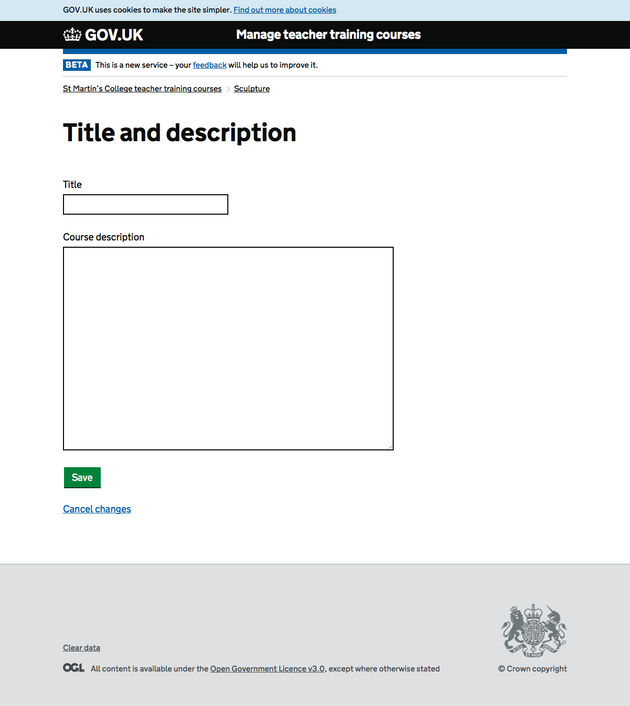 GOV.UK uses cookies to make the site simpler. Find out more about cookies
GOV.UK Manage teacher training courses
BETA This is a new service – your feedback will help us to improve it.
St Martin's College teacher training courses Sculpture
Title and description
Title
Course description
Save
Cancel changes
Clear data
OGL All content is available under the Open Government Licence v3.0, except where otherwise stated
© Crown copyright